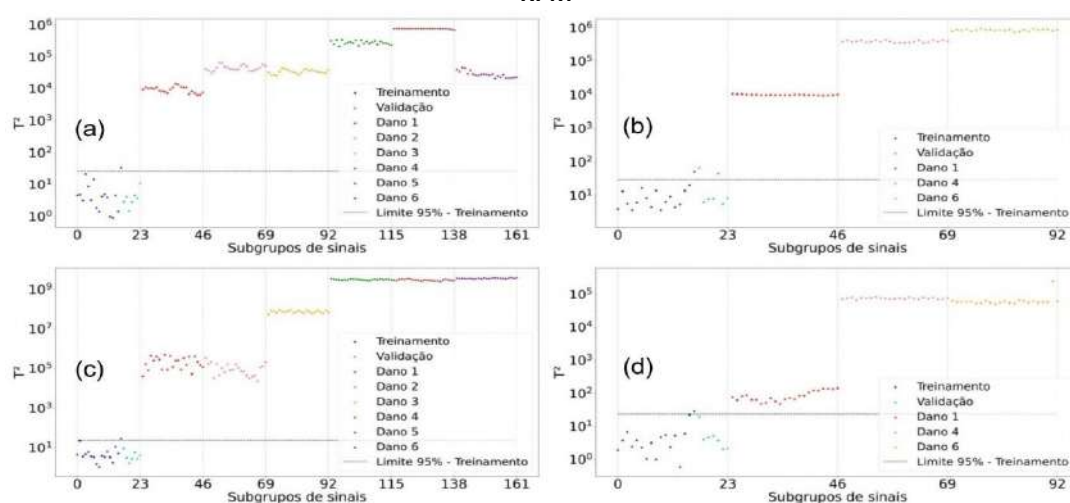 (a)
T²
10⁶
10⁵
10⁴
10³
10²
10¹
10⁰
Treinamento
Validação
Dano 1
Dano 2
Dano 3
Dano 4
Dano 5
Dano 6
Limite 95% - Treinamento
0 23 46 69 92 115 138 161
Subgrupos de sinais
(b)
T²
10⁶
10⁵
10⁴
10³
10²
10¹
Treinamento
Validação
Dano 1
Dano 4
Dano 6
Limite 95% - Treinamento
0 23 46 69 92
Subgrupos de sinais
(c)
T²
10⁹
10⁷
10⁵
10³
10¹
Treinamento
Validação
Dano 1
Dano 2
Dano 3
Dano 4
Dano 5
Dano 6
Limite 95% - Treinamento
0 23 46 69 92 115 138 161
Subgrupos de sinais
(d)
T²
10⁵
10⁴
10³
10²
10¹
10⁰
Treinamento
Validação
Dano 1
Dano 4
Dano 6
Limite 95% - Treinamento
0 23 46 69 92
Subgrupos de sinais